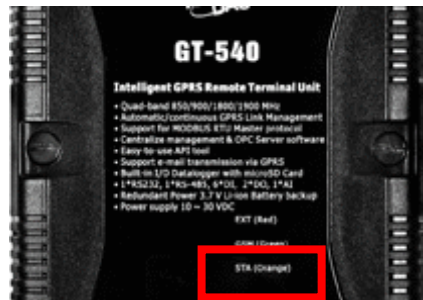 GT-540
Intelligent GPRS Remote Terminal Unit
• Quad-band 850/900/1800/1900 MHz
• Automatic/continuous GPRS Link Management
• Support for MODBUS RTU Master protocol
• Centralize management & OPC Server software
• Easy-to-use API tool
• Support e-mail transmission via GPRS
• Built-in I/O Datalogger with microSD Card
• 1*RS232, 1*RS-485, 6*DI, 2*DO, 1*AI
• Redundant Power 3.7 V Li-ion Battery backup
• Power supply 10 ~ 30 VDC
EXT (Red)
GSM (Green)
STA (Orange)